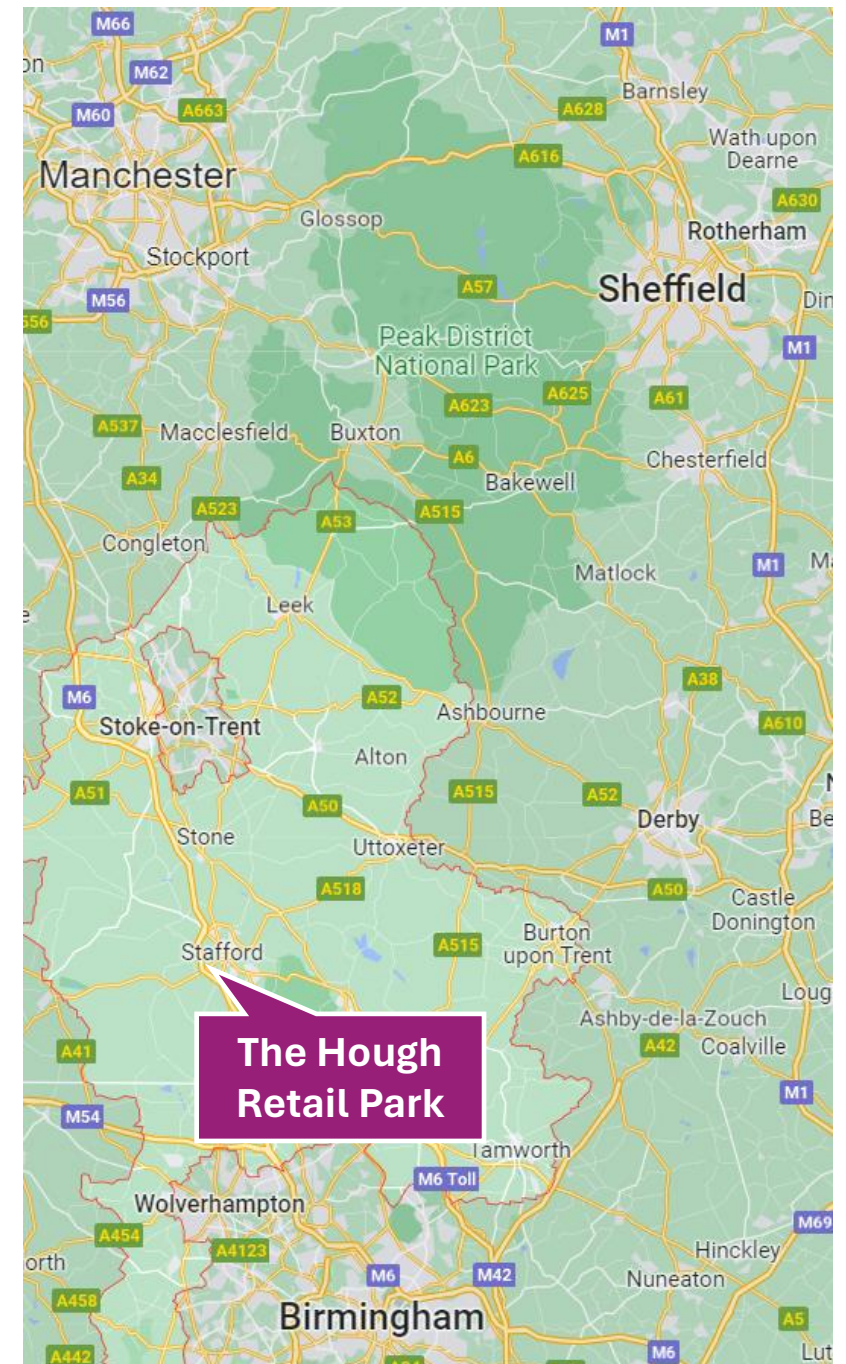 M66
M1
on
M62
Barnsley
M60
A663
A628
Wath upon
Dearne
A616
Manchester
A630
Glossop
Rotherham
Stockport
Sheffield
A57
M56
Din
556
Peak District
National Park
M1
A625
A61
A623
A537
Macclesfield
Buxton
A6
Chesterfield
A34
Bakewell
A523
A53
A515
Congleton
Matlock
M1
Leek
M6
A52
A38
Ashbourne
Stoke-on-Trent
A610
Alton
A51
A50
A515
A52
Derby
Be
Stone
Uttoxeter
A518
A50
Castle
Donington
Stafford
A515
Burton
upon Trent
Loug
The Hough
Retail Park
Ashby-de-la-Zouch
A41
A42
Coalville
M54
M1
Tamworth
M6 Toll
Wolverhampton
M69
A454
A4123
Hinckley
orth
M6
M42
Nuneaton
A458
Birmingham
A5
A442
M6
Lut